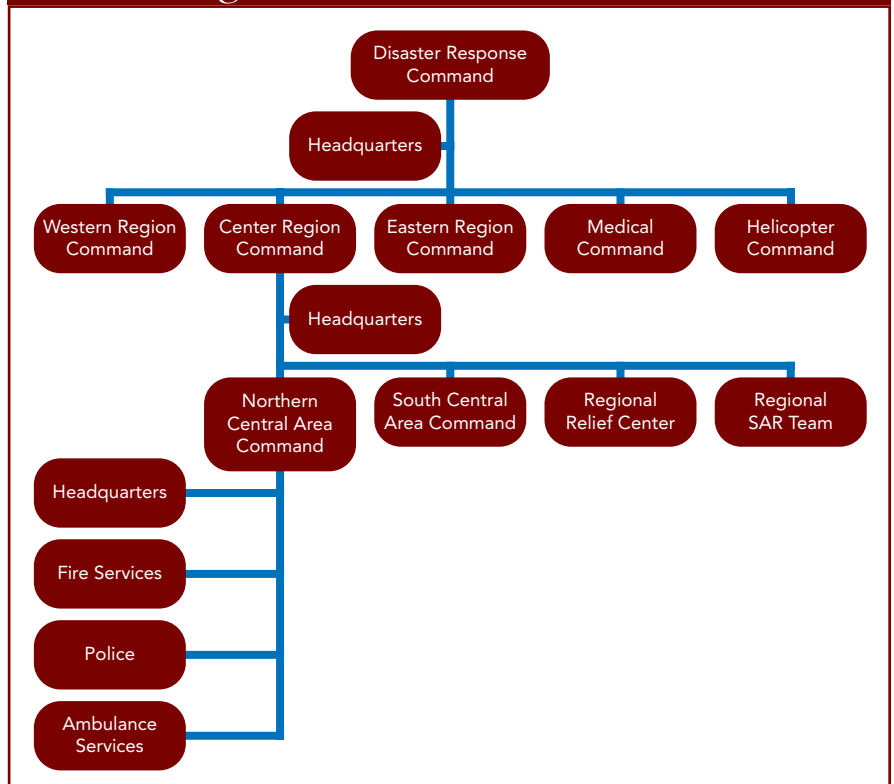 Disaster Response
Command
Headquarters
Western Region
Command
Center Region
Command
Eastern Region
Command
Medical
Command
Helicopter
Command
Headquarters
Northern
Central Area
Command
South Central
Area Command
Regional
Relief Center
Regional
SAR Team
Headquarters
Fire Services
Police
Ambulance
Services